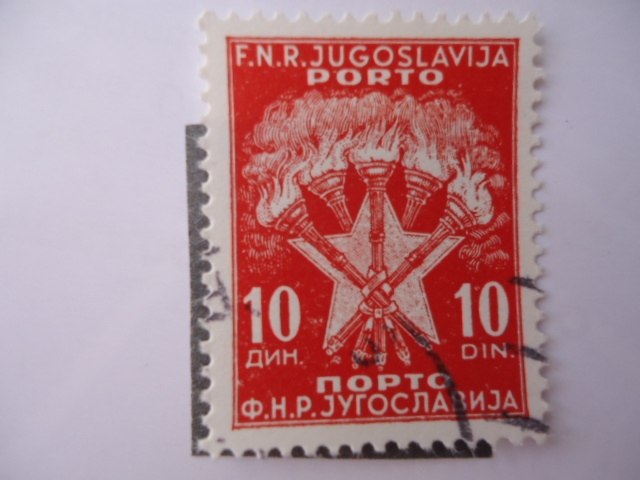 F.N.R. JUGOSLAVIJA
PORTO
10 10
ДИН. DIN.
ПОРТО
Ф.Н.Р. ЈУГОСЛАВИЈА